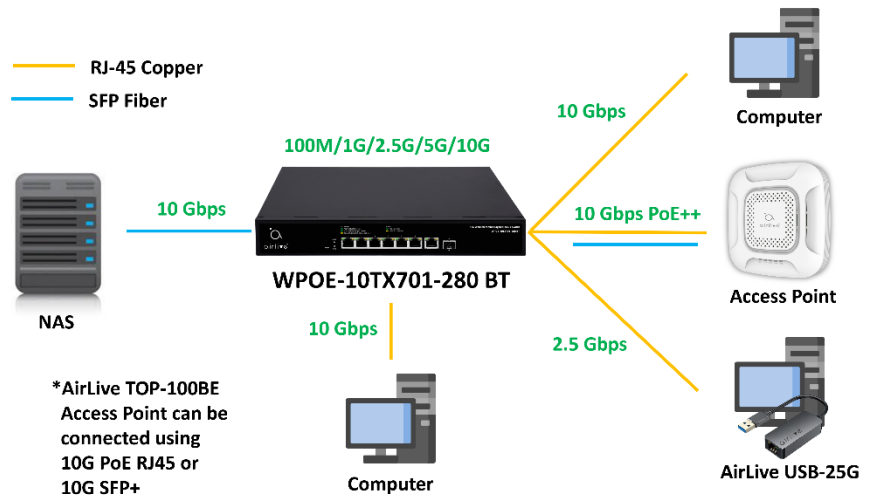 RJ-45 Copper
SFP Fiber
100M/1G/2.5G/5G/10G
10 Gbps
Computer
10 Gbps
10 Gbps PoE++
airlive
WPOE-10TX701-280 BT
Access Point
NAS
10 Gbps
2.5 Gbps
*AirLive TOP-100BE
Access Point can be
connected using
10G PoE RJ45 or
10G SFP+
Computer
AirLive USB-25G